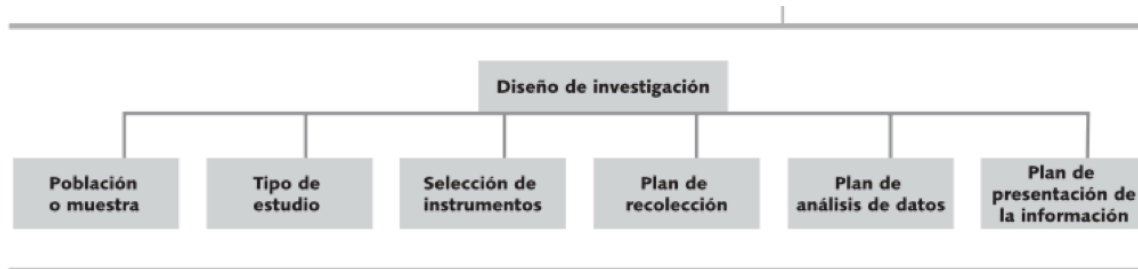 Diseño de investigación
Población
o muestra
Tipo de
estudio
Selección de
instrumentos
Plan de
recolección
Plan de
análisis de datos
Plan de
presentación de
la información